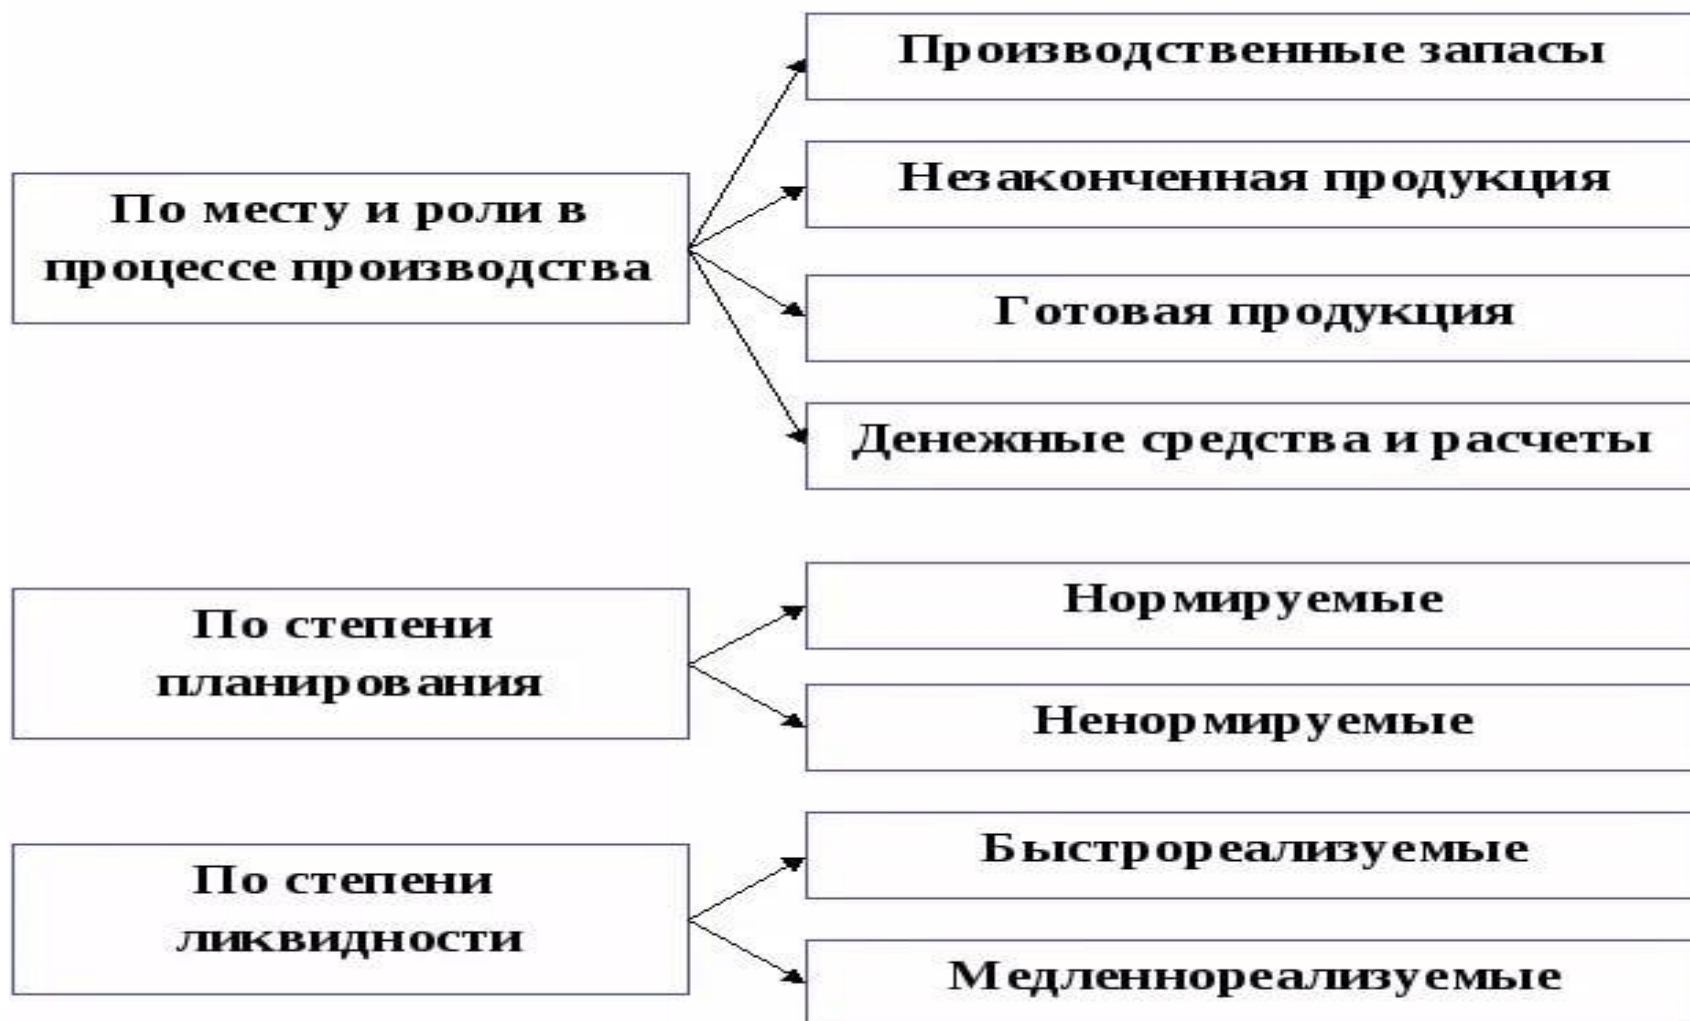 По месту и роли в
процессе производства
Производственные запасы
Незаконченная продукция
Готовая продукция
Денежные средства и расчеты
По степени
планирования
Нормируемые
Ненормируемые
По степени
ликвидности
Быстрореализуемые
Медленнореализуемые